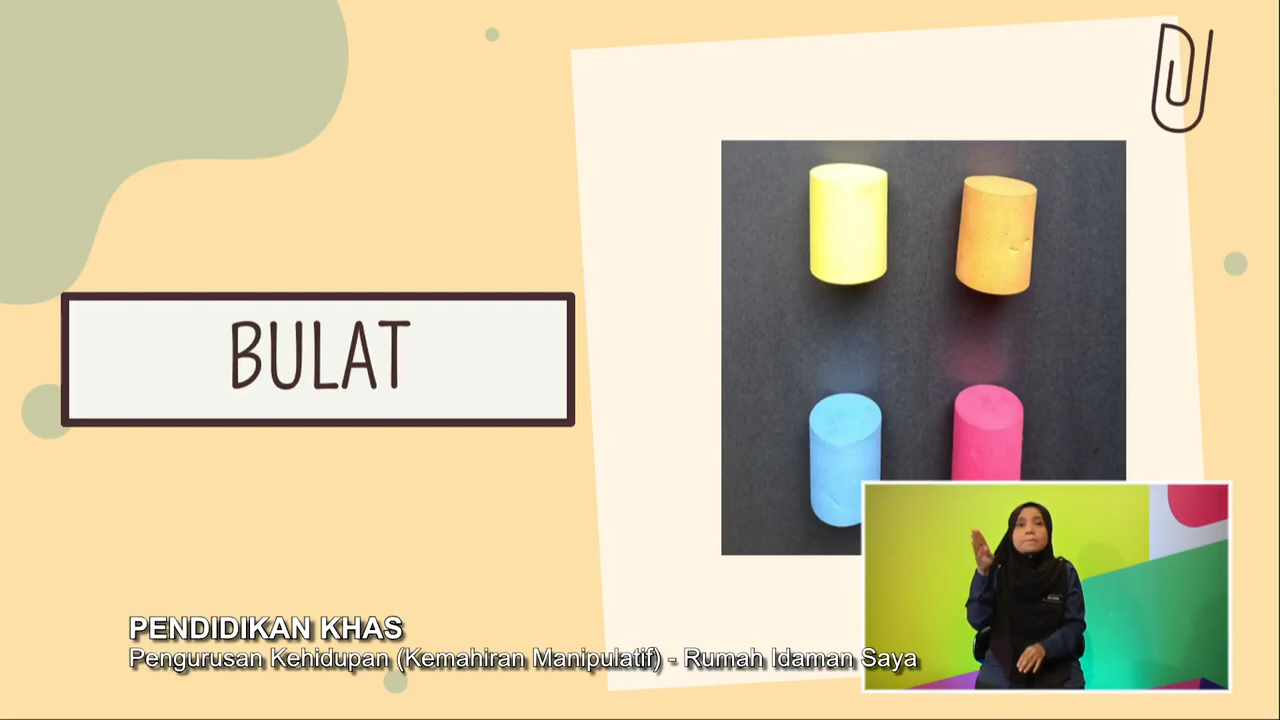 BULAT
PENDIDIKAN KHAS
Pengurusan Kehidupan (Kemahiran Manipulatif) - Rumah Idaman Saya